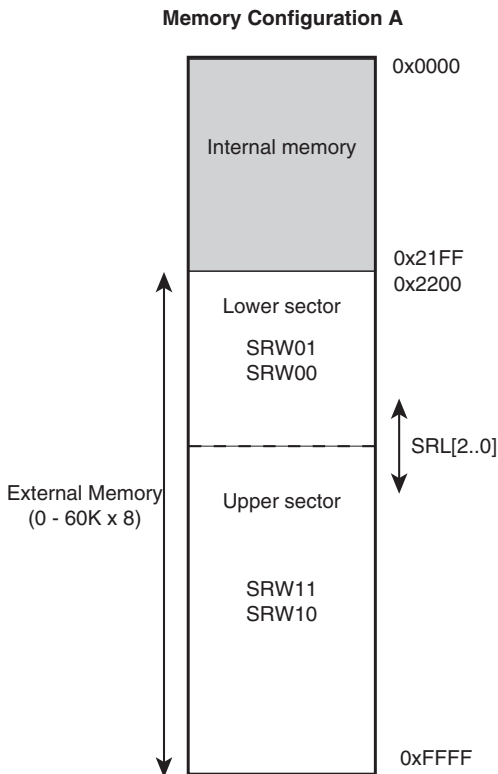 Memory Configuration A
0x0000
Internal memory
0x21FF
0x2200
Lower sector
SRW01
SRW00
SRL[2..0]
External Memory
(0 - 60K x 8)
Upper sector
SRW11
SRW10
0xFFFF